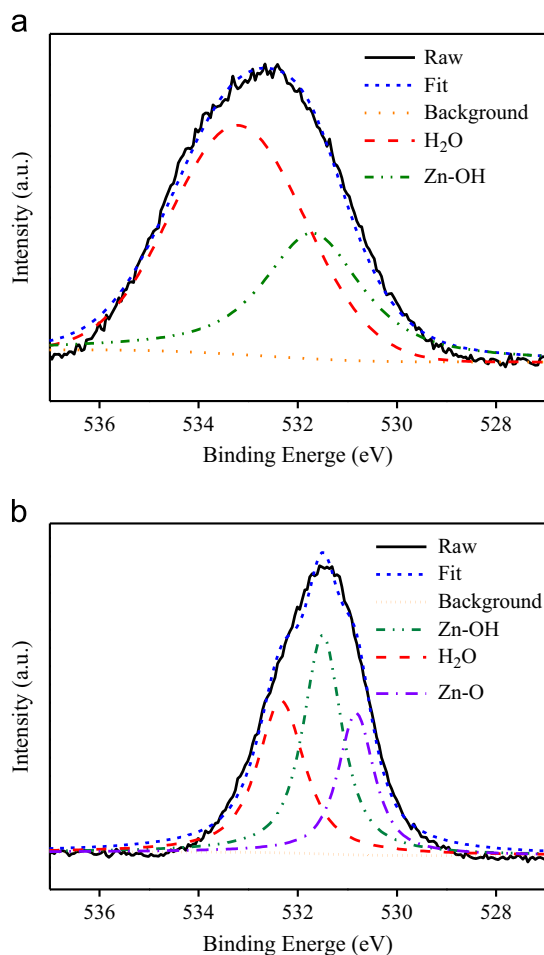 a
Intensity (a.u.)
Raw
Fit
Background
H₂O
Zn-OH
536 534 532 530 528
Binding Energe (eV)
b
Intensity (a.u.)
Raw
Fit
Background
Zn-OH
H₂O
Zn-O
536 534 532 530 528
Binding Energe (eV)